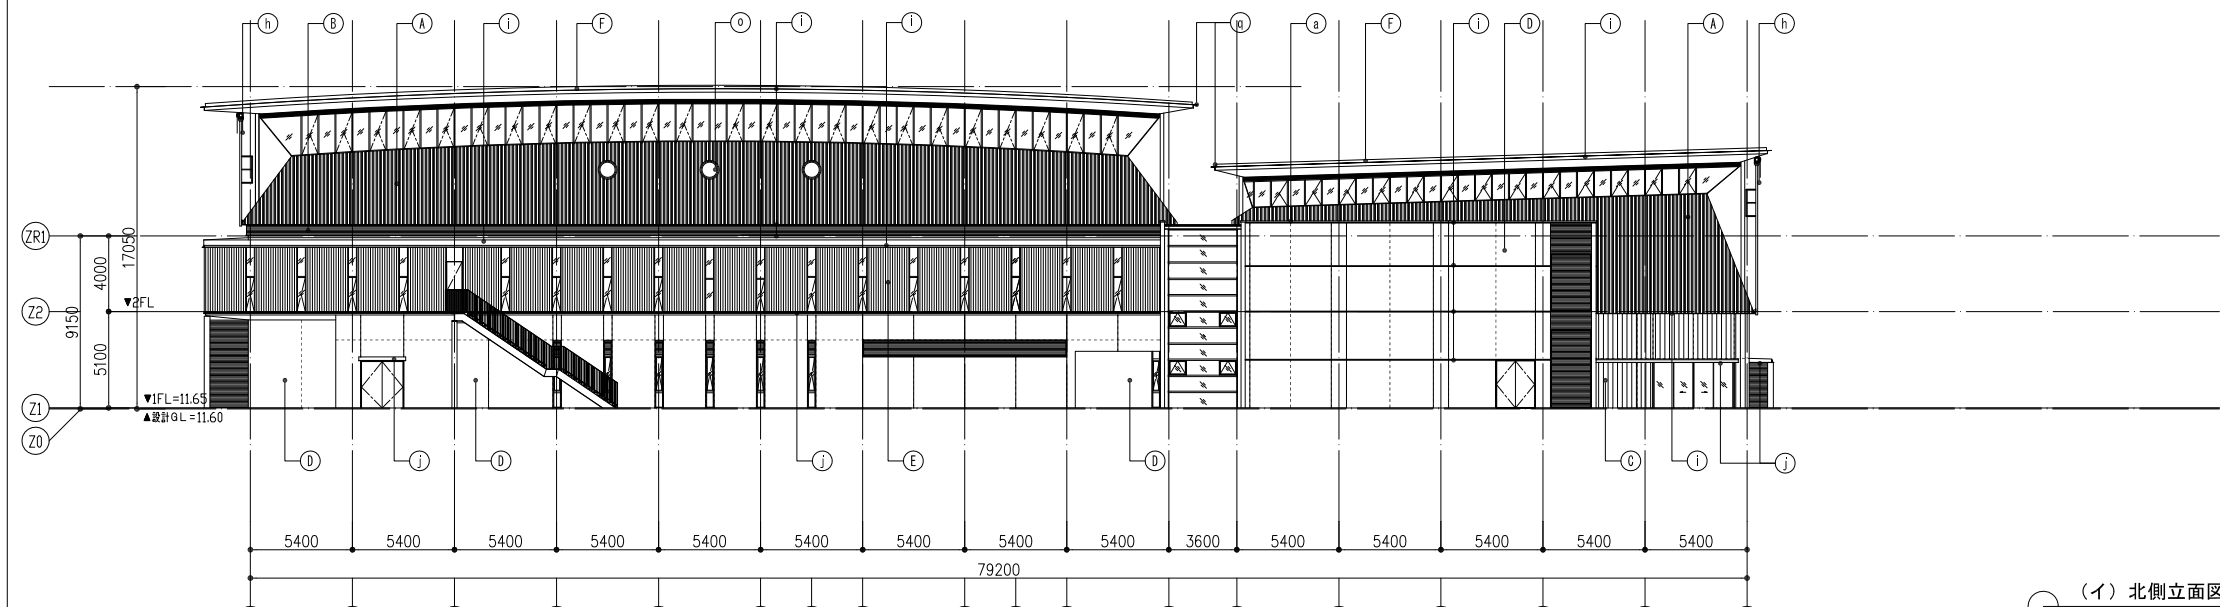 h B A i F o i i q a F i D i A h
ZR1
17050
4000
▼2FL
Z2
9150
5100
▼1FL=11.65
Z1
▲設計GL=11.60
Z0
D j D j E D C i j
5400 5400 5400 5400 5400 5400 5400 5400 5400 3600 5400 5400 5400 5400 5400
79200
(イ) 北側立面図